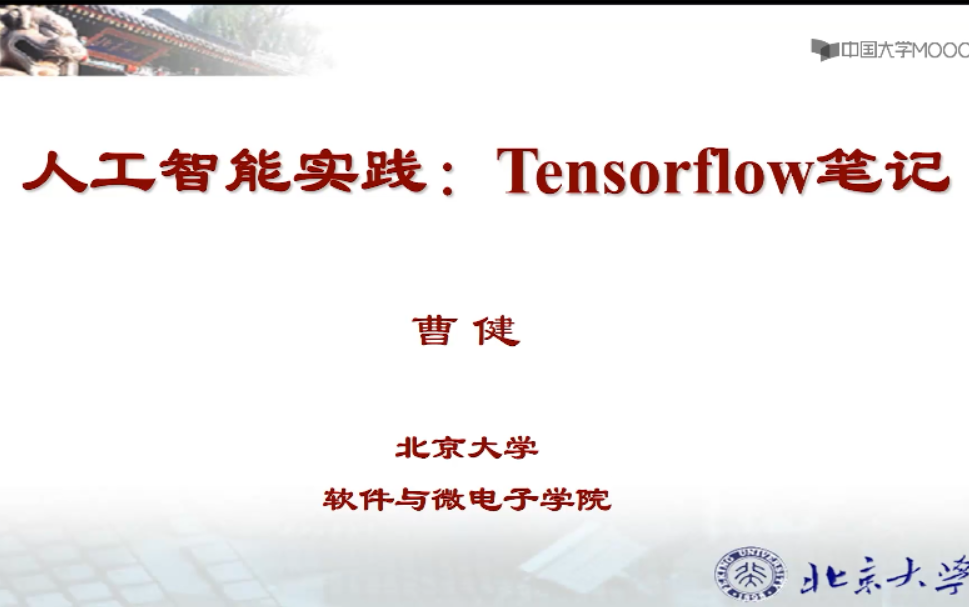 中国大学MOOC
人工智能实践：Tensorflow笔记
曹 健
北京大学
软件与微电子学院
北京大学